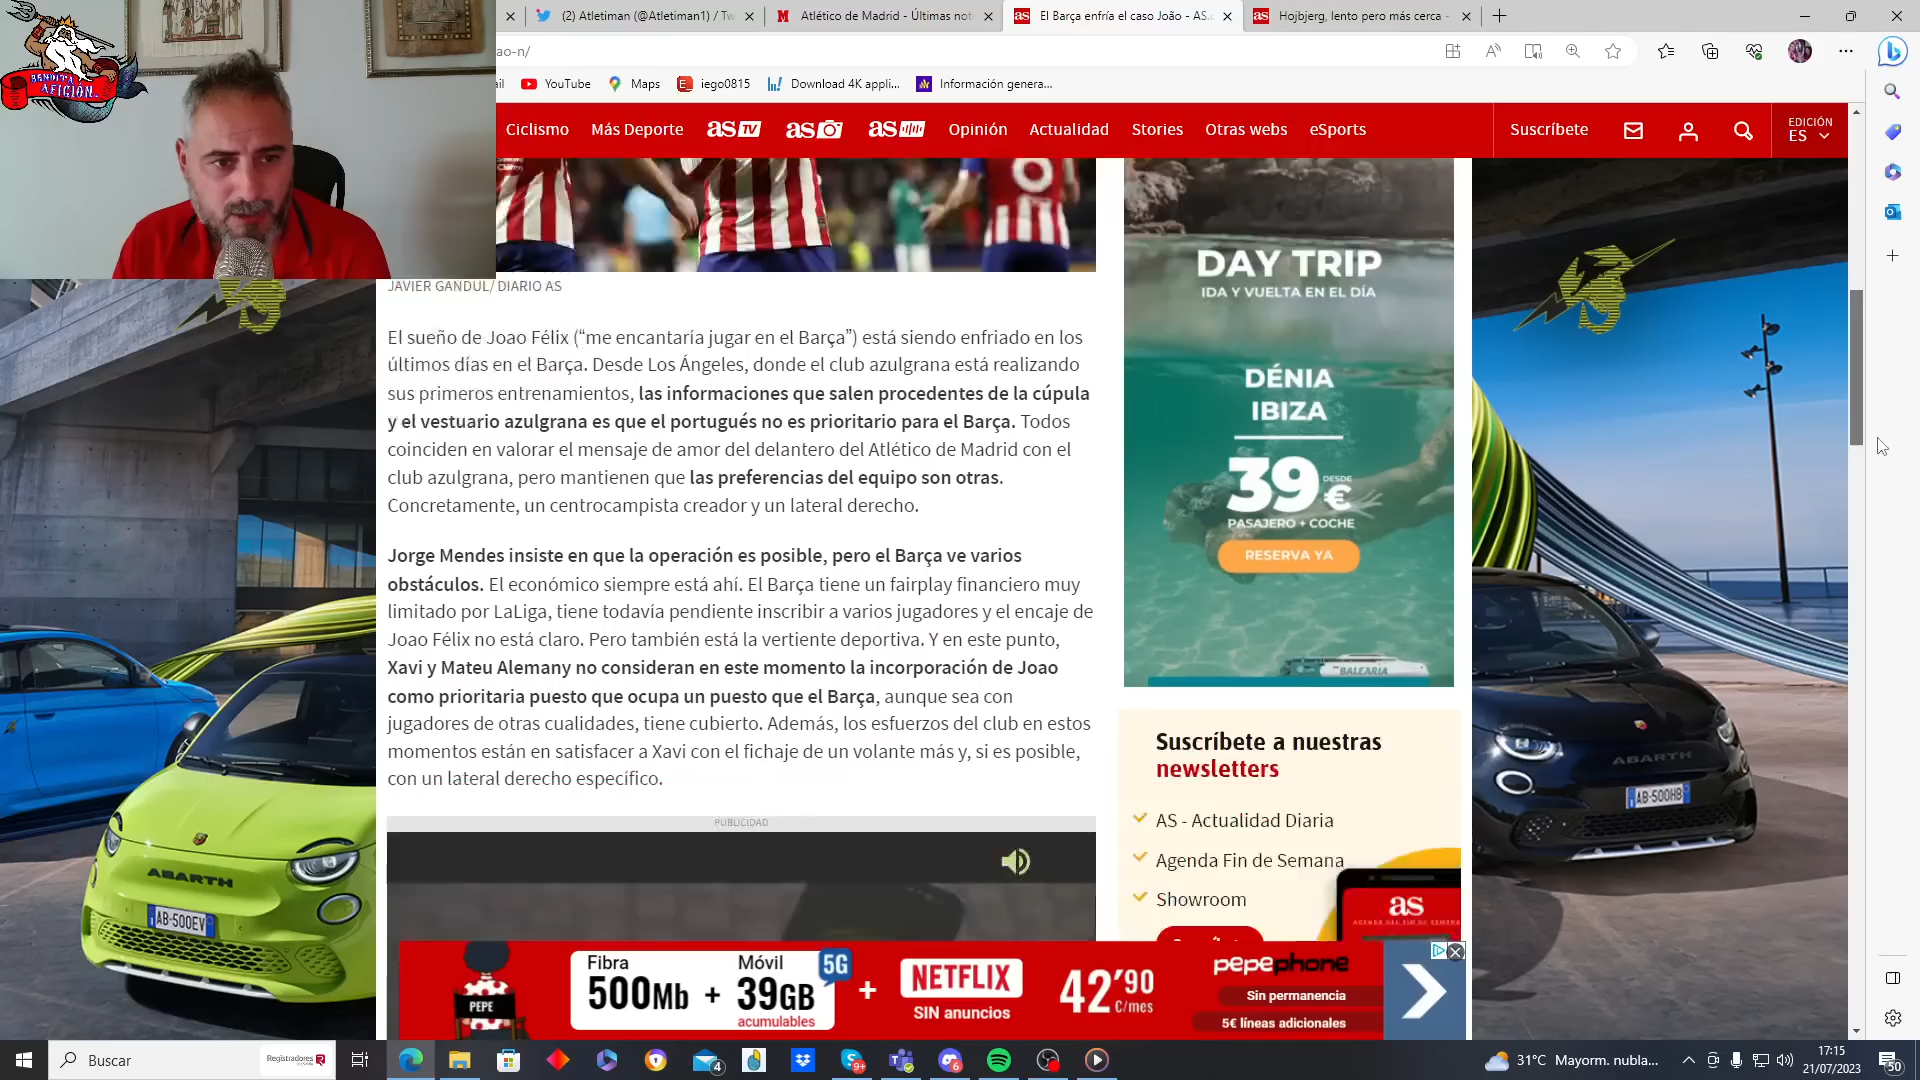 BENDITA
AFICIÓN
(2) Atletiman (@Atletiman1) / Tw
Atlético de Madrid - Últimas not
El Barça enfría el caso João - AS.c
Hojbjerg, lento pero más cerca -
ao-n/
il
YouTube
Maps
iego0815
Download 4K appli...
Información genera...
Ciclismo
Más Deporte
as TV
as
as
Opinión
Actualidad
Stories
Otras webs
eSports
Suscríbete
EDICIÓN
ES
JAVIER GANDUL/ DIARIO AS
El sueño de Joao Félix (“me encantaría jugar en el Barça”) está siendo enfriado en los
últimos días en el Barça. Desde Los Ángeles, donde el club azulgrana está realizando
sus primeros entrenamientos, las informaciones que salen procedentes de la cúpula
y el vestuario azulgrana es que el portugués no es prioritario para el Barça. Todos
coinciden en valorar el mensaje de amor del delantero del Atlético de Madrid con el
club azulgrana, pero mantienen que las preferencias del equipo son otras.
Concretamente, un centrocampista creador y un lateral derecho.
Jorge Mendes insiste en que la operación es posible, pero el Barça ve varios
obstáculos. El económico siempre está ahí. El Barça tiene un fairplay financiero muy
limitado por LaLiga, tiene todavía pendiente inscribir a varios jugadores y el encaje de
Joao Félix no está claro. Pero también está la vertiente deportiva. Y en este punto,
Xavi y Mateu Alemany no consideran en este momento la incorporación de Joao
como prioritaria puesto que ocupa un puesto que el Barça, aunque sea con
jugadores de otras cualidades, tiene cubierto. Además, los esfuerzos del club en estos
momentos están en satisfacer a Xavi con el fichaje de un volante más y, si es posible,
con un lateral derecho específico.
PUBLICIDAD
DAY TRIP
IDA Y VUELTA EN EL DÍA
DÉNIA
IBIZA
39€
DESDE
PASAJERO + COCHE
RESERVA YA
BALEÀRIA
Suscríbete a nuestras
newsletters
AS - Actualidad Diaria
Agenda Fin de Semana
Showroom
as
ABARTH
AB·500EV
ABARTH
AB·500HB
PEPE
Fibra
500Mb
+
Móvil
39GB
acumulables
5G
+
NETFLIX
SIN anuncios
42’90
€/mes
pepephone
Sin permanencia
5€ líneas adicionales
Buscar
Registradores
4
9+
6
31°C Mayorm. nubla...
17:15
21/07/2023
50